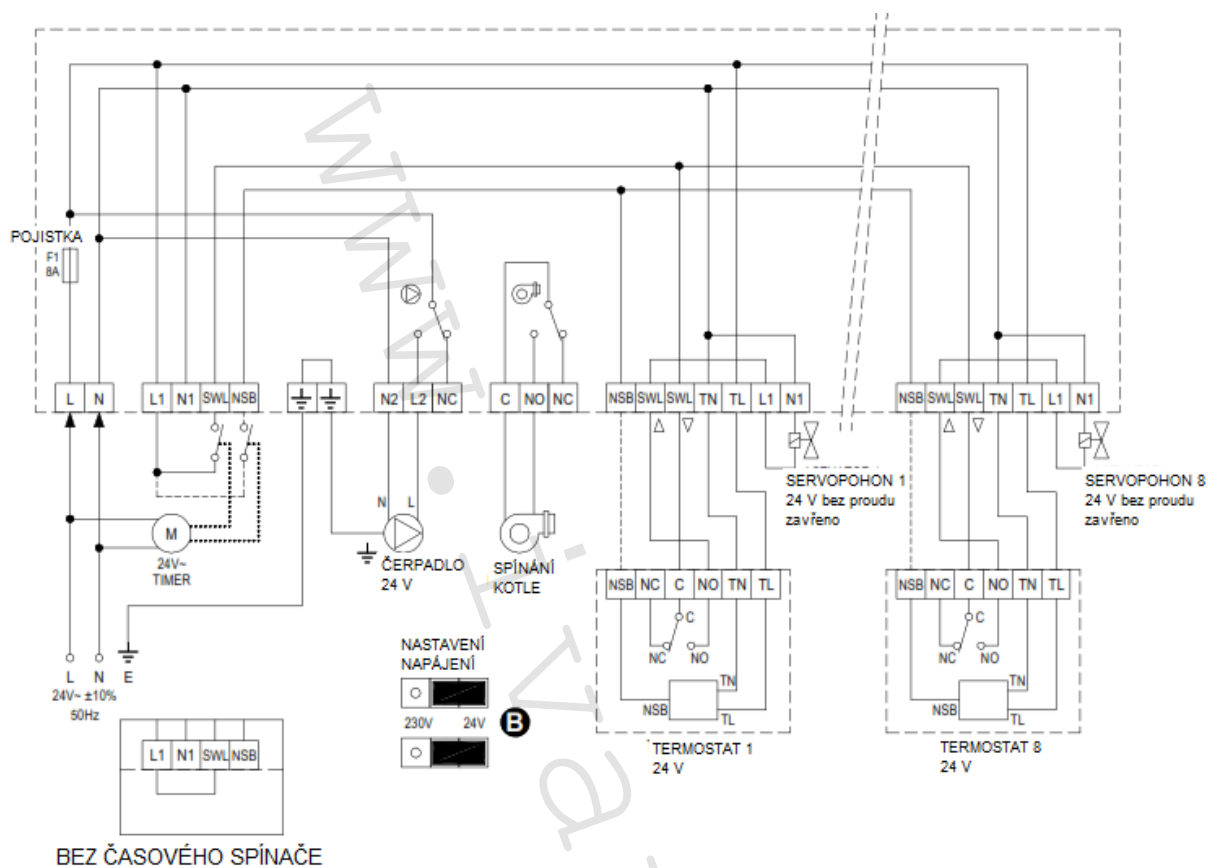 POJISTKA
F1
8A
L N L1 N1 SWL NSB N2 L2 NC C NO NC NSB SWL SWL TN TL L1 N1 NSB SWL SWL TN TL L1 N1
N L
M
24V~
TIMER
ČERPADLO
24 V
SPÍNÁNÍ
KOTLE
SERVOPOHON 1
24 V bez proudu
zavřeno
SERVOPOHON 8
24 V bez proudu
zavřeno
NSB NC C NO TN TL
C
NC NO
TN
NSB
TL
TERMOSTAT 1
24 V
NSB NC C NO TN TL
C
NC NO
TN
NSB
TL
TERMOSTAT 8
24 V
L N E
24V~ ±10%
50Hz
NASTAVENÍ
NAPÁJENÍ
230V 24V B
L1 N1 SWL NSB
BEZ ČASOVÉHO SPÍNAČE
www.iva